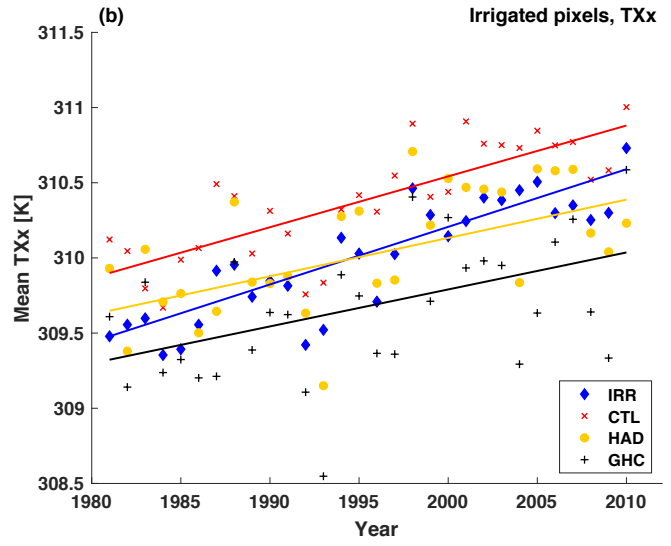 (b)
Irrigated pixels, TXx
311.5
311
310.5
310
309.5
309
308.5
Mean TXx [K]
IRR
CTL
HAD
GHC
1980 1985 1990 1995 2000 2005 2010
Year